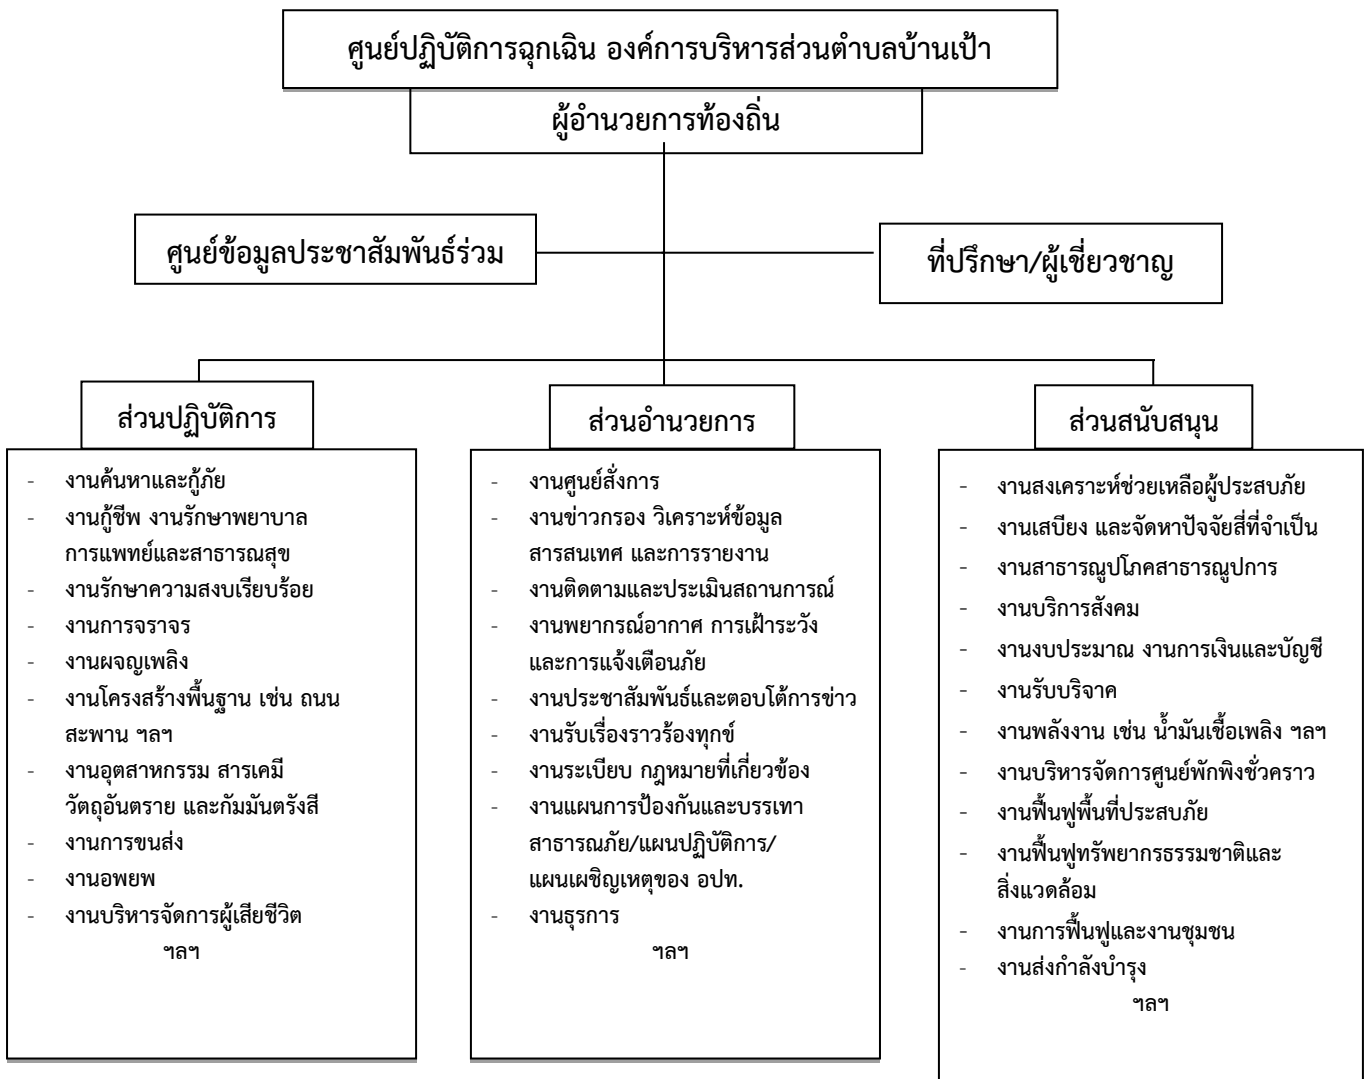 ศูนย์ปฏิบัติการฉุกเฉิน องค์การบริหารส่วนตำบลบ้านเป้า
ผู้อำนวยการท้องถิ่น
ศูนย์ข้อมูลประชาสัมพันธ์ร่วม
ที่ปรึกษา/ผู้เชี่ยวชาญ
ส่วนปฏิบัติการ
- งานค้นหาและกู้ภัย
- งานกู้ชีพ งานรักษาพยาบาล
การแพทย์และสาธารณสุข
- งานรักษาความสงบเรียบร้อย
- งานการจราจร
- งานผจญเพลิง
- งานโครงสร้างพื้นฐาน เช่น ถนน
สะพาน ฯลฯ
- งานอุตสาหกรรม สารเคมี
วัตถุอันตราย และกัมมันตรังสี
- งานการขนส่ง
- งานอพยพ
- งานบริหารจัดการผู้เสียชีวิต
ฯลฯ
ส่วนอำนวยการ
- งานศูนย์สั่งการ
- งานข่าวกรอง วิเคราะห์ข้อมูล
สารสนเทศ และการรายงาน
- งานติดตามและประเมินสถานการณ์
- งานพยากรณ์อากาศ การเฝ้าระวัง
และการแจ้งเตือนภัย
- งานประชาสัมพันธ์และตอบโต้การข่าว
- งานรับเรื่องราวร้องทุกข์
- งานระเบียบ กฎหมายที่เกี่ยวข้อง
- งานแผนการป้องกันและบรรเทา
สาธารณภัย/แผนปฏิบัติการ/
แผนเผชิญเหตุของ อปท.
- งานธุรการ
ฯลฯ
ส่วนสนับสนุน
- งานสงเคราะห์ช่วยเหลือผู้ประสบภัย
- งานเสบียง และจัดหาปัจจัยสี่ที่จำเป็น
- งานสาธารณูปโภคสาธารณูปการ
- งานบริการสังคม
- งานงบประมาณ งานการเงินและบัญชี
- งานรับบริจาค
- งานพลังงาน เช่น น้ำมันเชื้อเพลิง ฯลฯ
- งานบริหารจัดการศูนย์พักพิงชั่วคราว
- งานฟื้นฟูพื้นที่ประสบภัย
- งานฟื้นฟูทรัพยากรธรรมชาติและ
สิ่งแวดล้อม
- งานการฟื้นฟูและงานชุมชน
- งานส่งกำลังบำรุง
ฯลฯ